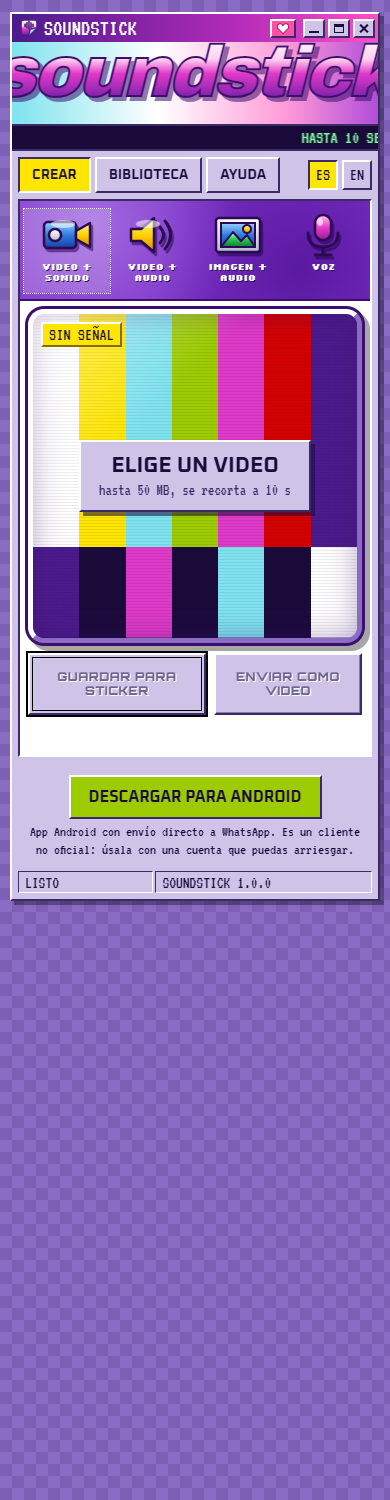 SOUNDSTICK
soundstick
HASTA 10
CREAR
BIBLIOTECA
AYUDA
ES
EN
VIDEO +
SONIDO
VIDEO +
AUDIO
IMAGEN +
AUDIO
VOZ
SIN SEÑAL
ELIGE UN VIDEO
hasta 50 MB, se recorta a 10 s
GUARDAR PARA
STICKER
ENVIAR COMO
VIDEO
DESCARGAR PARA ANDROID
App Android con envío directo a WhatsApp. Es un cliente
no oficial: úsala con una cuenta que puedas arriesgar.
LISTO
SOUNDSTICK 1.0.0